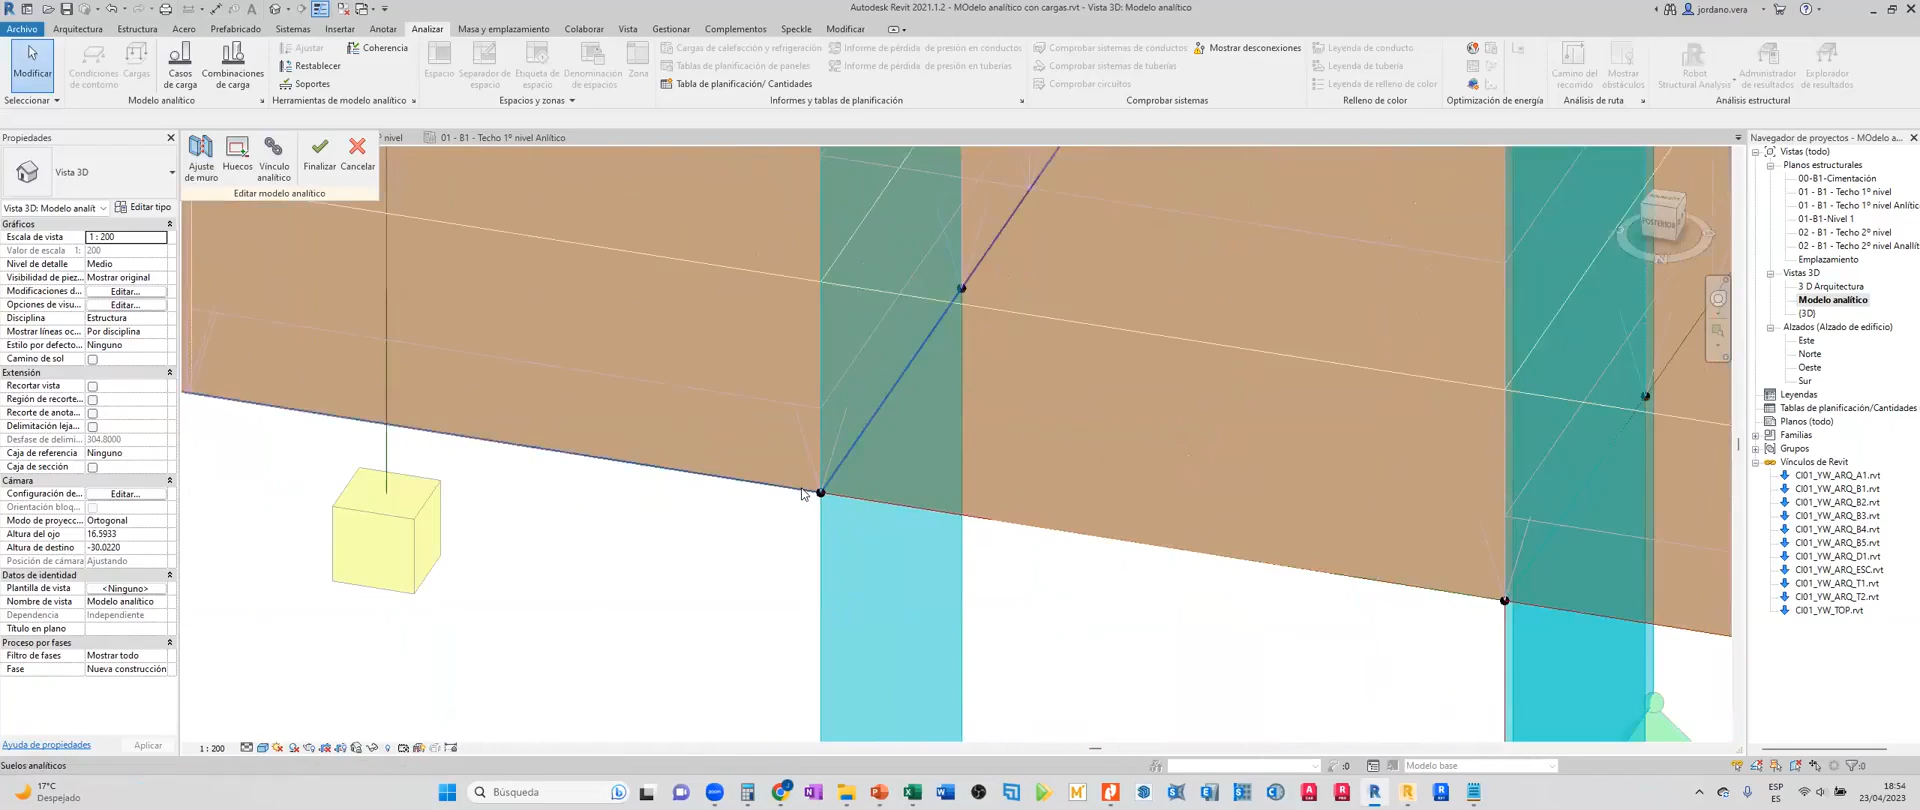 Autodesk Revit 2021.1.2 - MOdelo analítico con cargas.rvt - Vista 3D: Modelo analítico
jordano.vera
Archivo Arquitectura Estructura Acero Prefabricado Sistemas Insertar Anotar Analizar Masa y emplazamiento Colaborar Vista Gestionar Complementos Speckle Modificar
Modificar
Condiciones de contorno
Cargas
Casos de carga
Combinaciones de carga
Ajustar
Restablecer
Soportes
Coherencia
Espacio
Separador de espacio
Etiqueta de espacio
Denominación de espacios
Zona
Cargas de calefacción y refrigeración
Tablas de planificación de paneles
Tabla de planificación/ Cantidades
Informe de pérdida de presión en conductos
Informe de pérdida de presión en tuberías
Comprobar sistemas de conductos
Comprobar sistemas de tuberías
Comprobar circuitos
Mostrar desconexiones
Leyenda de conducto
Leyenda de tubería
Leyenda de relleno de color
Camino del recorrido
Mostrar obstáculos
Robot Structural Analysis
Administrador de resultados
Explorador de resultados
Seleccionar Modelo analítico Herramientas de modelo analítico Espacios y zonas Informes y tablas de planificación Comprobar sistemas Relleno de color Optimización de energía Análisis de ruta Análisis estructural
Propiedades
Vista 3D
Vista 3D: Modelo analít Editar tipo
Gráficos
Escala de vista 1 : 200
Valor de escala 1: 200
Nivel de detalle Medio
Visibilidad de piez... Mostrar original
Modificaciones d... Editar...
Opciones de visu... Editar...
Disciplina Estructura
Mostrar líneas oc... Por disciplina
Estilo por defecto... Ninguno
Camino de sol
Extensión
Recortar vista
Región de recorte...
Recorte de anota...
Delimitación leja...
Desfase de delimi... 304.8000
Caja de referencia Ninguno
Caja de sección
Cámara
Configuración de... Editar...
Orientación bloq...
Modo de proyecc... Ortogonal
Altura del ojo 16.5933
Altura de destino -30.0220
Posición de cámara Ajustando
Datos de identidad
Plantilla de vista <Ninguno>
Nombre de vista Modelo analítico
Dependencia Independiente
Título en plano
Proceso por fases
Filtro de fases Mostrar todo
Fase Nueva construcción
Ayuda de propiedades Aplicar
nivel
01 - B1 - Techo 1º nivel Anlítico
Ajuste de muro
Huecos
Vínculo analítico
Finalizar
Cancelar
Editar modelo analítico
POSTERIOR
N
Navegador de proyectos - MOdelo a...
Vistas (todo)
Planos estructurales
00-B1-Cimentación
01 - B1 - Techo 1º nivel
01 - B1 - Techo 1º nivel Anlític
01-B1-Nivel 1
02 - B1 - Techo 2º nivel
02 - B1 - Techo 2º nivel Anallít
Emplazamiento
Vistas 3D
3 D Arquitectura
Modelo analítico
{3D}
Alzados (Alzado de edificio)
Este
Norte
Oeste
Sur
Leyendas
Tablas de planificación/Cantidades
Planos (todo)
Familias
Grupos
Vínculos de Revit
CI01_YW_ARQ_A1.rvt
CI01_YW_ARQ_B1.rvt
CI01_YW_ARQ_B2.rvt
CI01_YW_ARQ_B3.rvt
CI01_YW_ARQ_B4.rvt
CI01_YW_ARQ_B5.rvt
CI01_YW_ARQ_D1.rvt
CI01_YW_ARQ_ESC.rvt
CI01_YW_ARQ_T1.rvt
CI01_YW_ARQ_T2.rvt
CI01_YW_TOP.rvt
1 : 200
Suelos analíticos
:0
Modelo base
:0
17°C
Despejado
Búsqueda
ESP
ES
18:54
23/04/2023